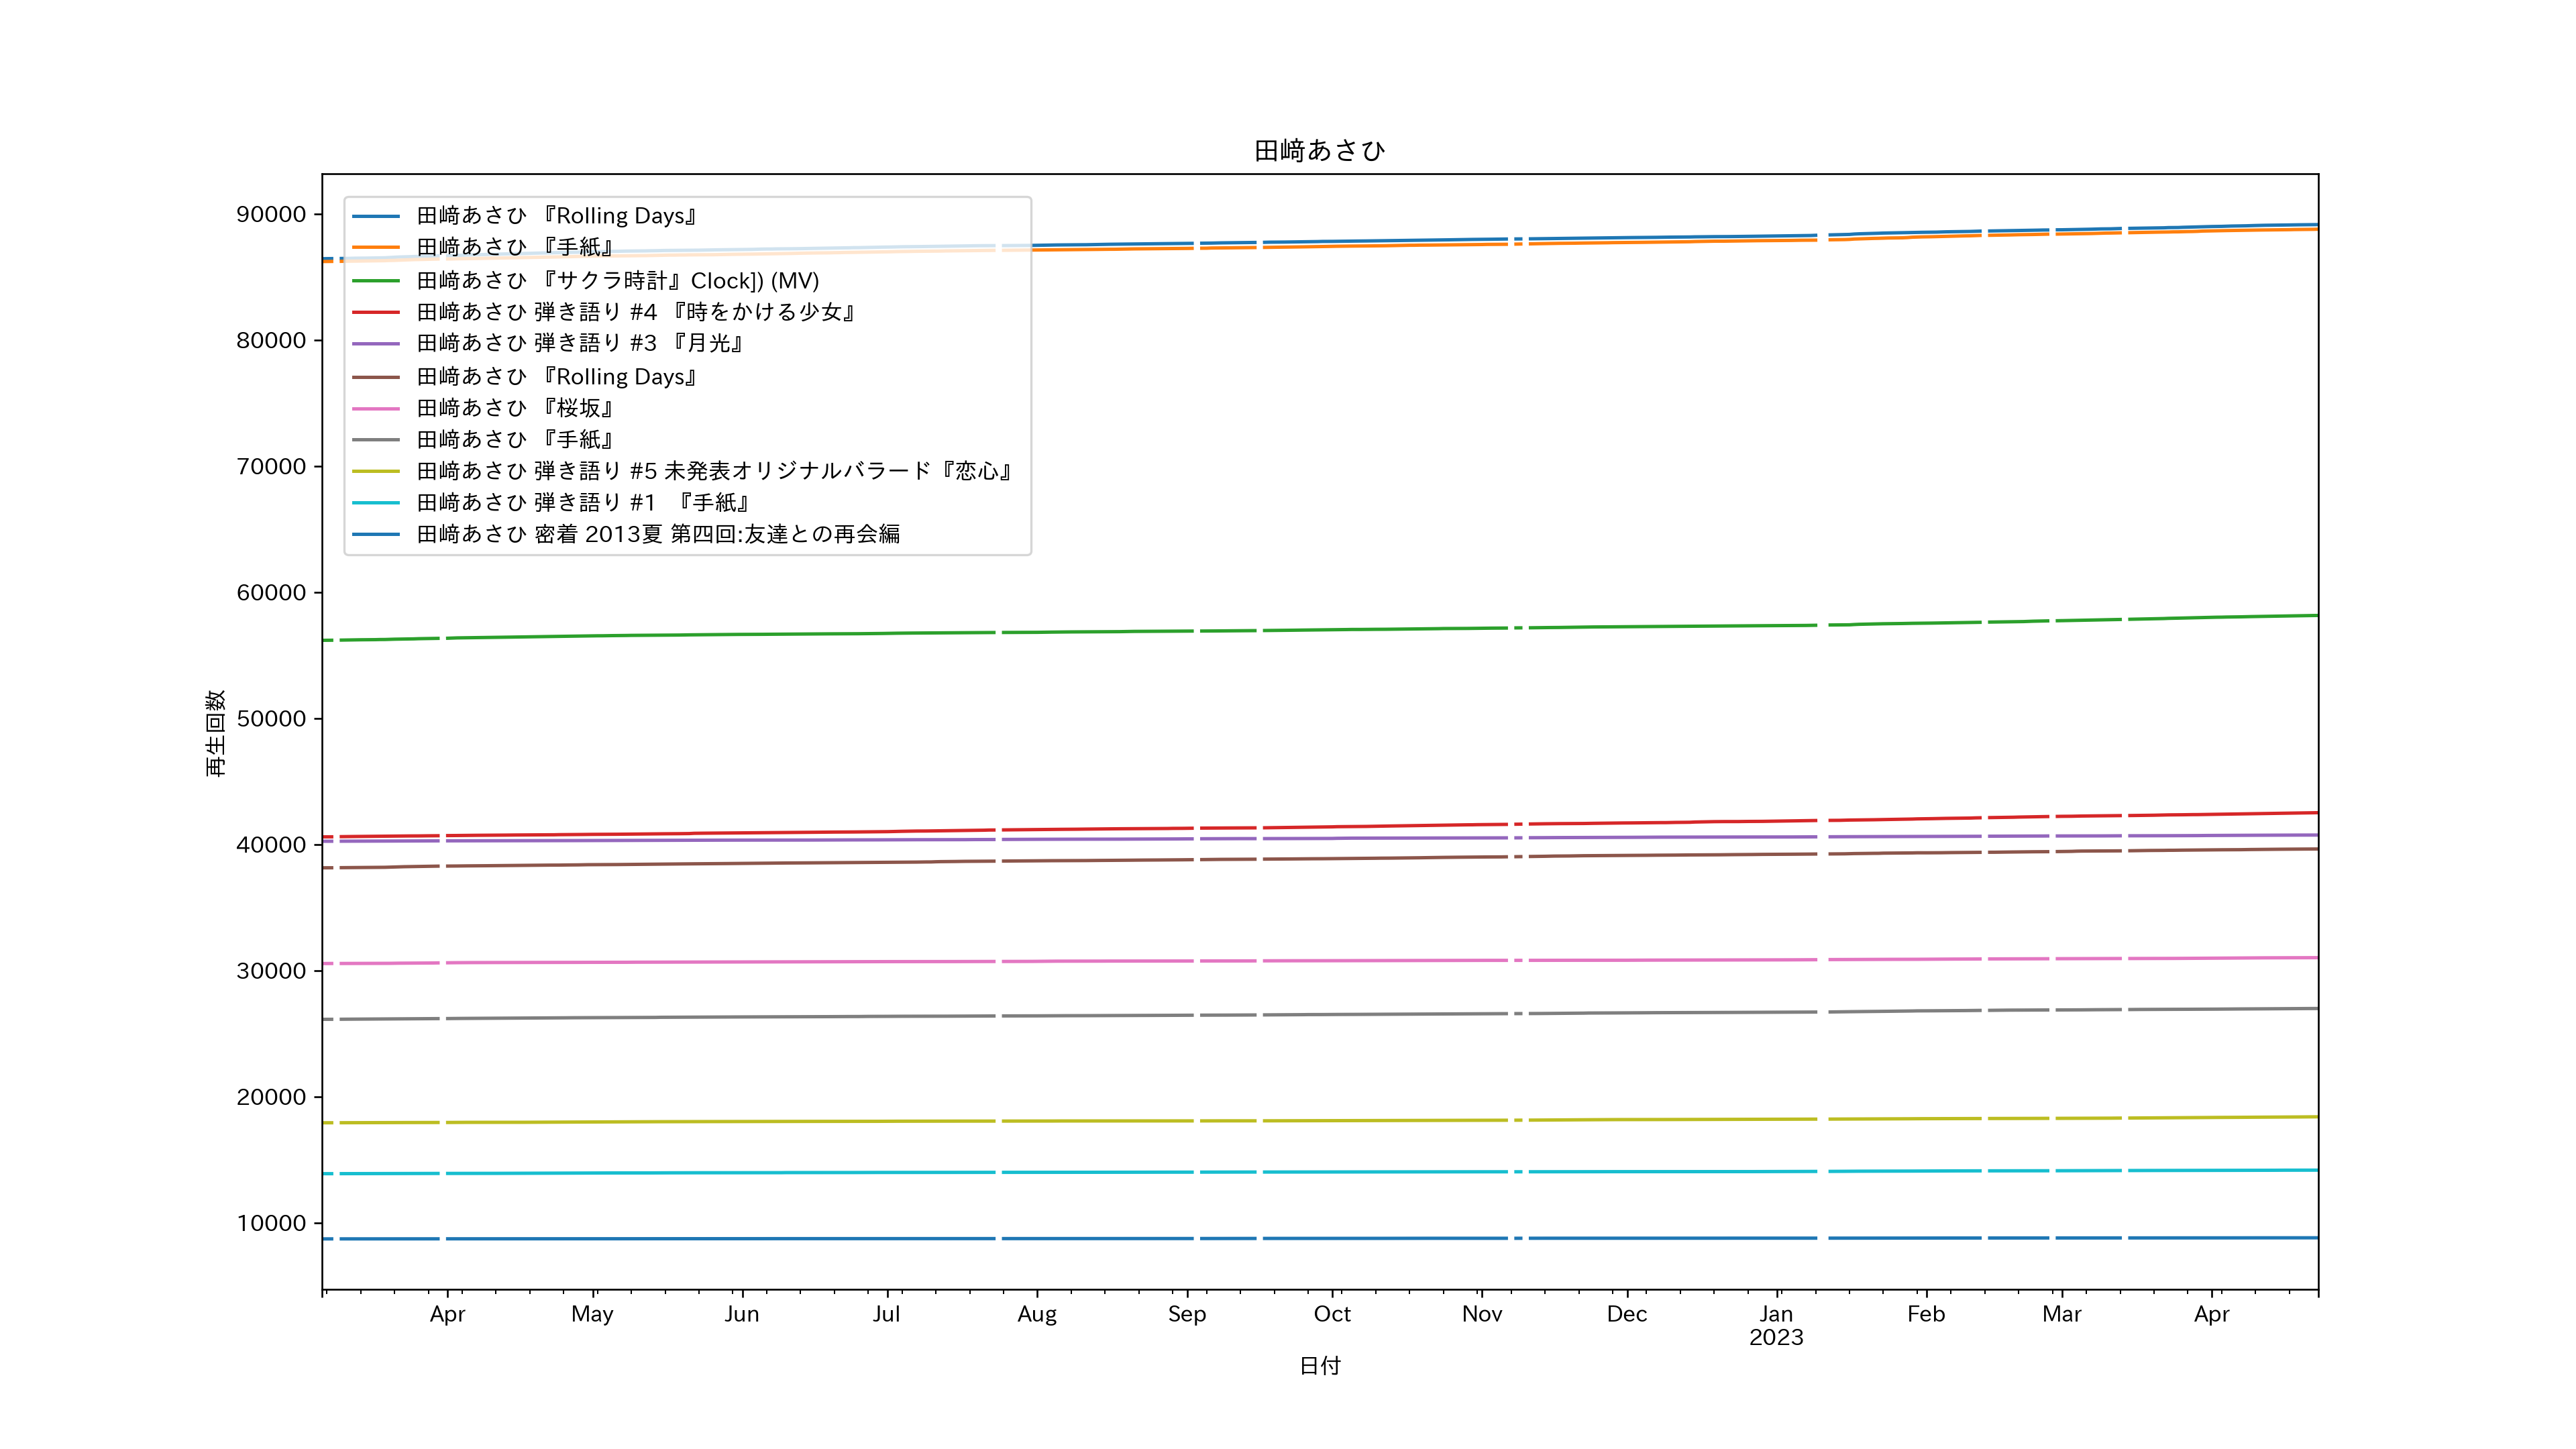 田﨑あさひ
90000
80000
70000
60000
50000
40000
30000
20000
10000
再生回数
田﨑あさひ 『Rolling Days』
田﨑あさひ 『手紙』
田﨑あさひ 『サクラ時計』Clock]) (MV)
田﨑あさひ 弾き語り #4 『時をかける少女』
田﨑あさひ 弾き語り #3 『月光』
田﨑あさひ 『Rolling Days』
田﨑あさひ 『桜坂』
田﨑あさひ 『手紙』
田﨑あさひ 弾き語り #5 未発表オリジナルバラード『恋心』
田﨑あさひ 弾き語り #1 『手紙』
田﨑あさひ 密着 2013夏 第四回:友達との再会編
Apr May Jun Jul Aug Sep Oct Nov Dec Jan Feb Mar Apr
2023
日付